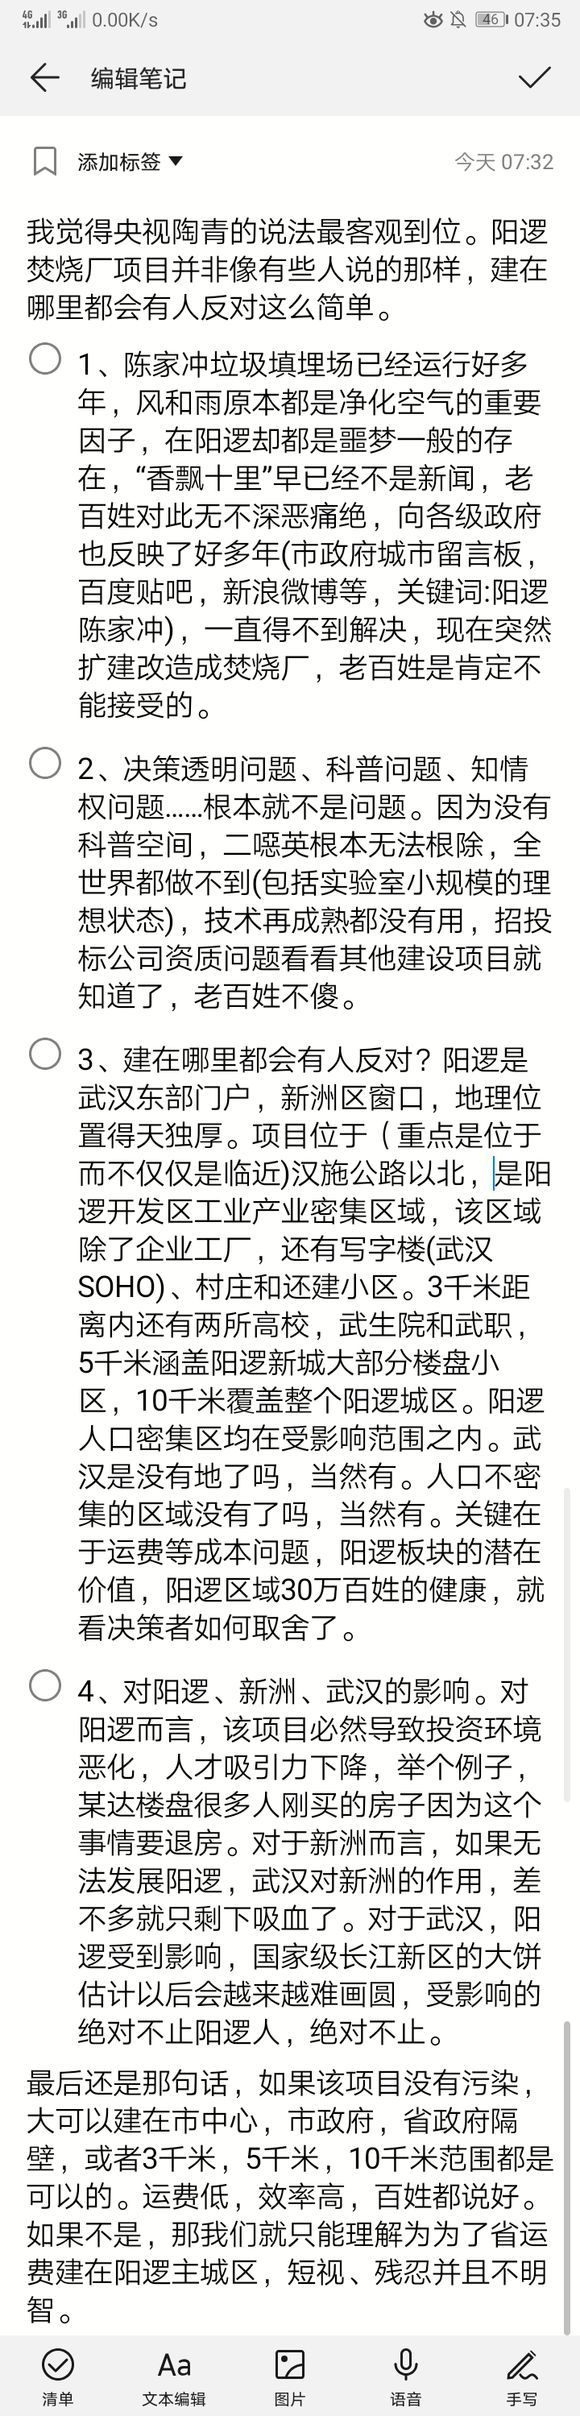 4G 3G 0.00K/s 46 07:35
编辑笔记
添加标签 今天 07:32
我觉得央视陶青的说法最客观到位。阳逻
焚烧厂项目并非像有些人说的那样，建在
哪里都会有人反对这么简单。
1、陈家冲垃圾填埋场已经运行好多
年，风和雨原本都是净化空气的重要
因子，在阳逻却都是噩梦一般的存
在，“香飘十里”早已经不是新闻，老
百姓对此无不深恶痛绝，向各级政府
也反映了好多年(市政府城市留言板，
百度贴吧，新浪微博等，关键词:阳逻
陈家冲)，一直得不到解决，现在突然
扩建改造成焚烧厂，老百姓是肯定不
能接受的。
2、决策透明问题、科普问题、知情
权问题……根本就不是问题。因为没有
科普空间，二噁英根本无法根除，全
世界都做不到(包括实验室小规模的理
想状态)，技术再成熟都没有用，招投
标公司资质问题看看其他建设项目就
知道了，老百姓不傻。
3、建在哪里都会有人反对？阳逻是
武汉东部门户，新洲区窗口，地理位
置得天独厚。项目位于（重点是位于
而不仅仅是临近)汉施公路以北，是阳
逻开发区工业产业密集区域，该区域
除了企业工厂，还有写字楼(武汉
SOHO)、村庄和还建小区。3千米距
离内还有两所高校，武生院和武职，
5千米涵盖阳逻新城大部分楼盘小
区，10千米覆盖整个阳逻城区。阳逻
人口密集区均在受影响范围之内。武
汉是没有地了吗，当然有。人口不密
集的区域没有了吗，当然有。关键在
于运费等成本问题，阳逻板块的潜在
价值，阳逻区域30万百姓的健康，就
看决策者如何取舍了。
4、对阳逻、新洲、武汉的影响。对
阳逻而言，该项目必然导致投资环境
恶化，人才吸引力下降，举个例子，
某达楼盘很多人刚买的房子因为这个
事情要退房。对于新洲而言，如果无
法发展阳逻，武汉对新洲的作用，差
不多就只剩下吸血了。对于武汉，阳
逻受到影响，国家级长江新区的大饼
估计以后会越来越难画圆，受影响的
绝对不止阳逻人，绝对不止。
最后还是那句话，如果该项目没有污染，
大可以建在市中心，市政府，省政府隔
壁，或者3千米，5千米，10千米范围都是
可以的。运费低，效率高，百姓都说好。
如果不是，那我们就只能理解为为了省运
费建在阳逻主城区，短视、残忍并且不明
智。
清单 Aa 文本编辑 图片 语音 手写